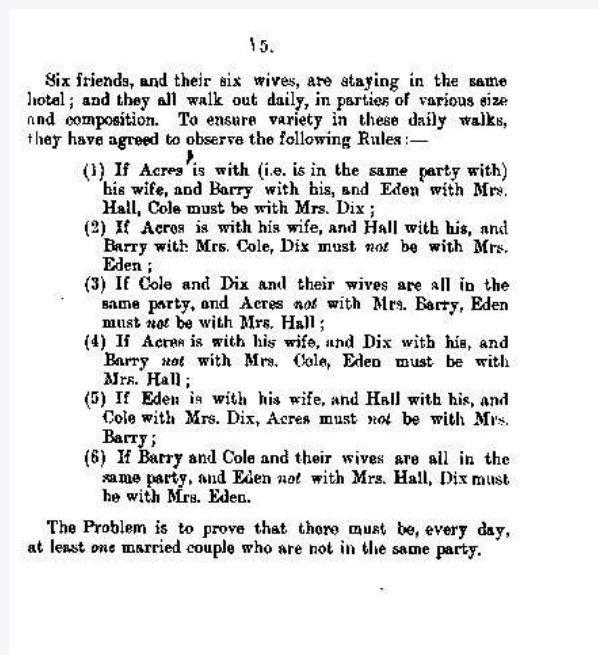 15.
Six friends, and their six wives, are staying in the same
hotel; and they all walk out daily, in parties of various size
and composition. To ensure variety in these daily walks,
they have agreed to observe the following Rules:—
(1) If Acres is with (i.e. is in the same party with)
his wife, and Barry with his, and Eden with Mrs.
Hall, Cole must be with Mrs. Dix;
(2) If Acres is with his wife, and Hall with his, and
Barry with Mrs. Cole, Dix must not be with Mrs.
Eden;
(3) If Cole and Dix and their wives are all in the
same party, and Acres not with Mrs. Barry, Eden
must not be with Mrs. Hall;
(4) If Acres is with his wife, and Dix with his, and
Barry not with Mrs. Cole, Eden must be with
Mrs. Hall;
(5) If Eden is with his wife, and Hall with his, and
Cole with Mrs. Dix, Acres must not be with Mrs.
Barry;
(6) If Barry and Cole and their wives are all in the
same party, and Eden not with Mrs. Hall, Dix must
be with Mrs. Eden.
The Problem is to prove that there must be, every day,
at least one married couple who are not in the same party.